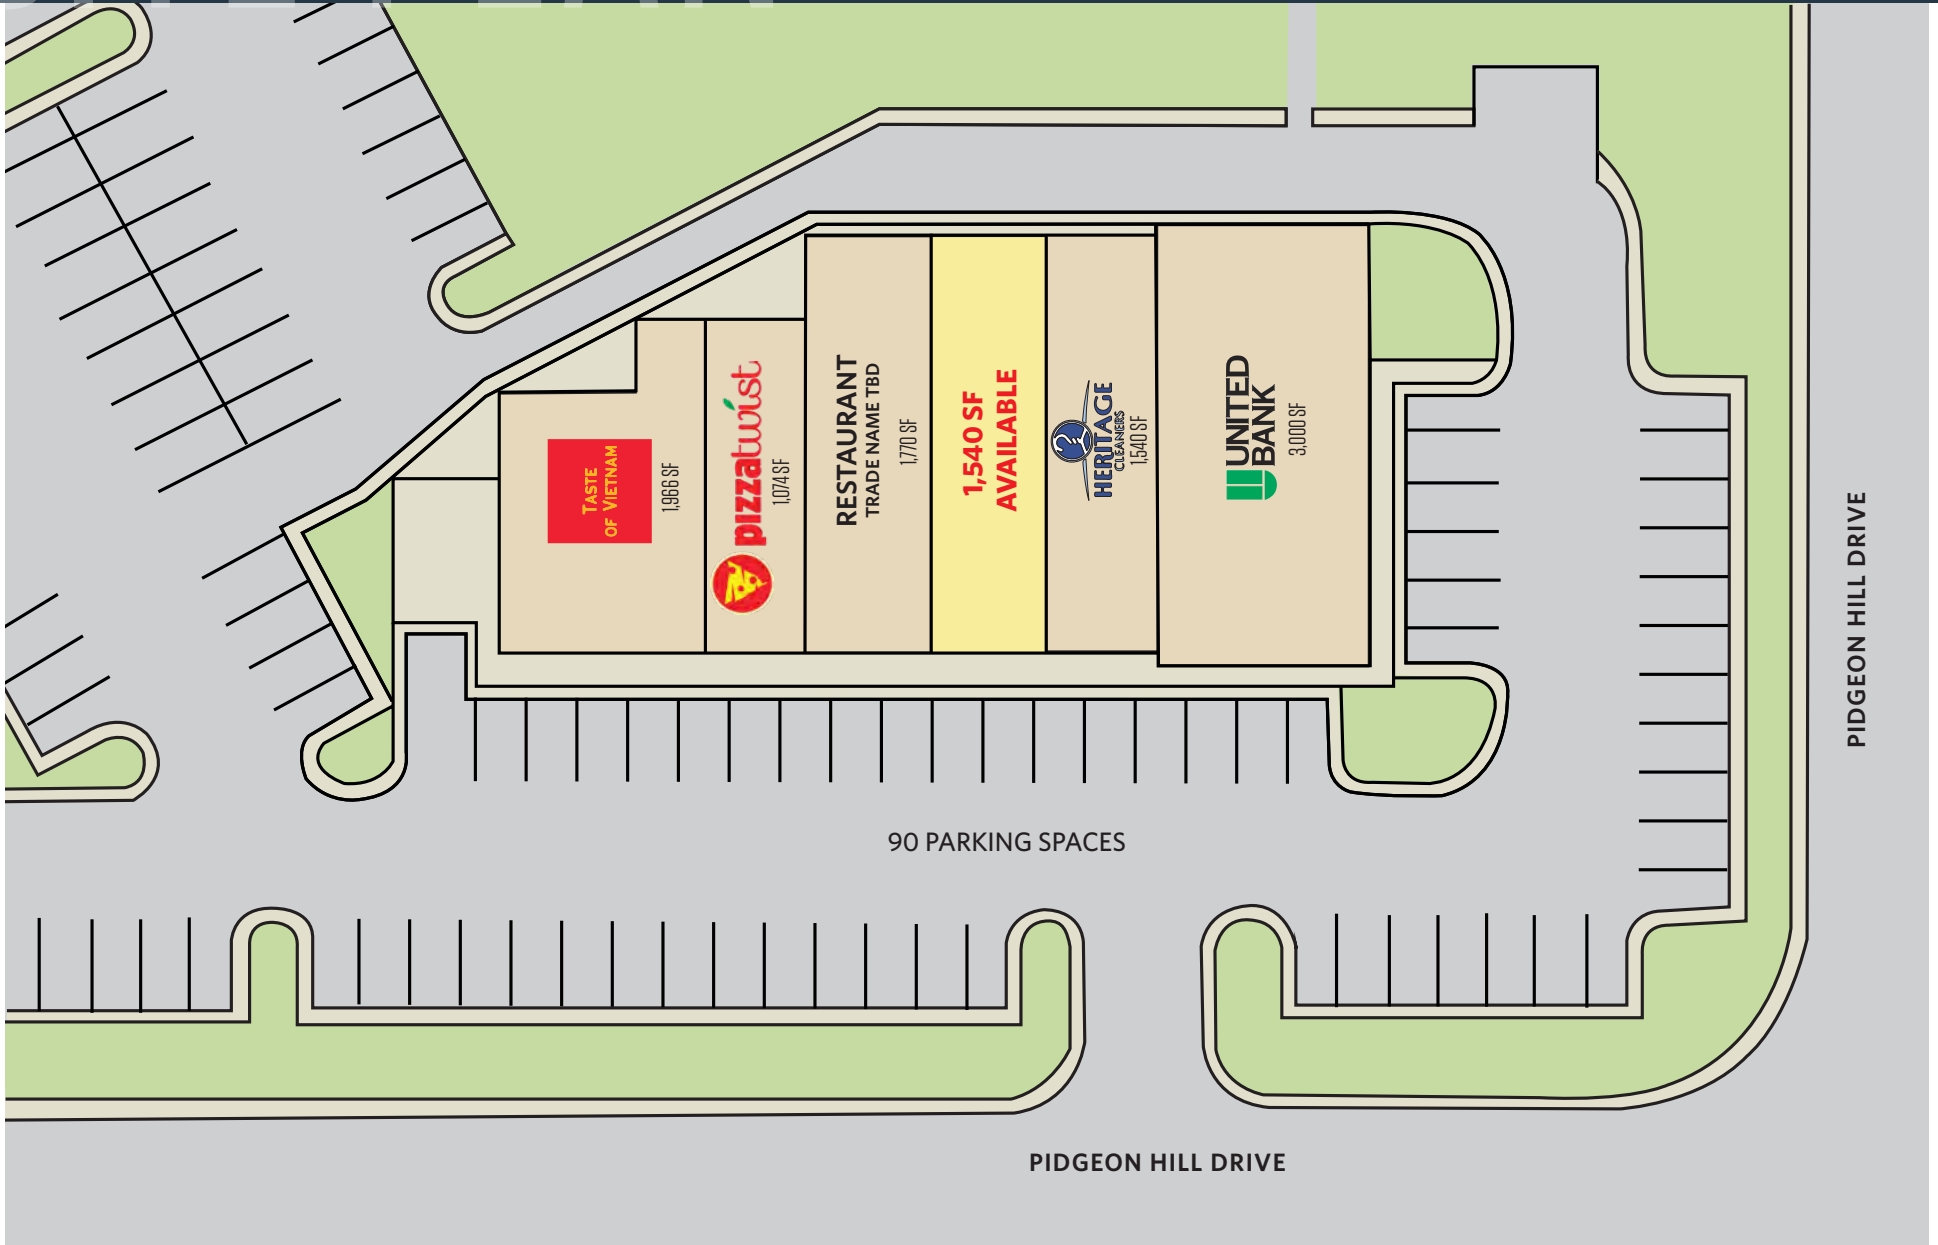 TASTE
OF VIETNAM
1,966 SF
pizzatwist
1,074 SF
RESTAURANT
TRADE NAME TBD
1,770 SF
1,540 SF
AVAILABLE
HERITAGE
CLEANERS
1,540 SF
UNITED
BANK
3,000 SF
PIDGEON HILL DRIVE
90 PARKING SPACES
PIDGEON HILL DRIVE